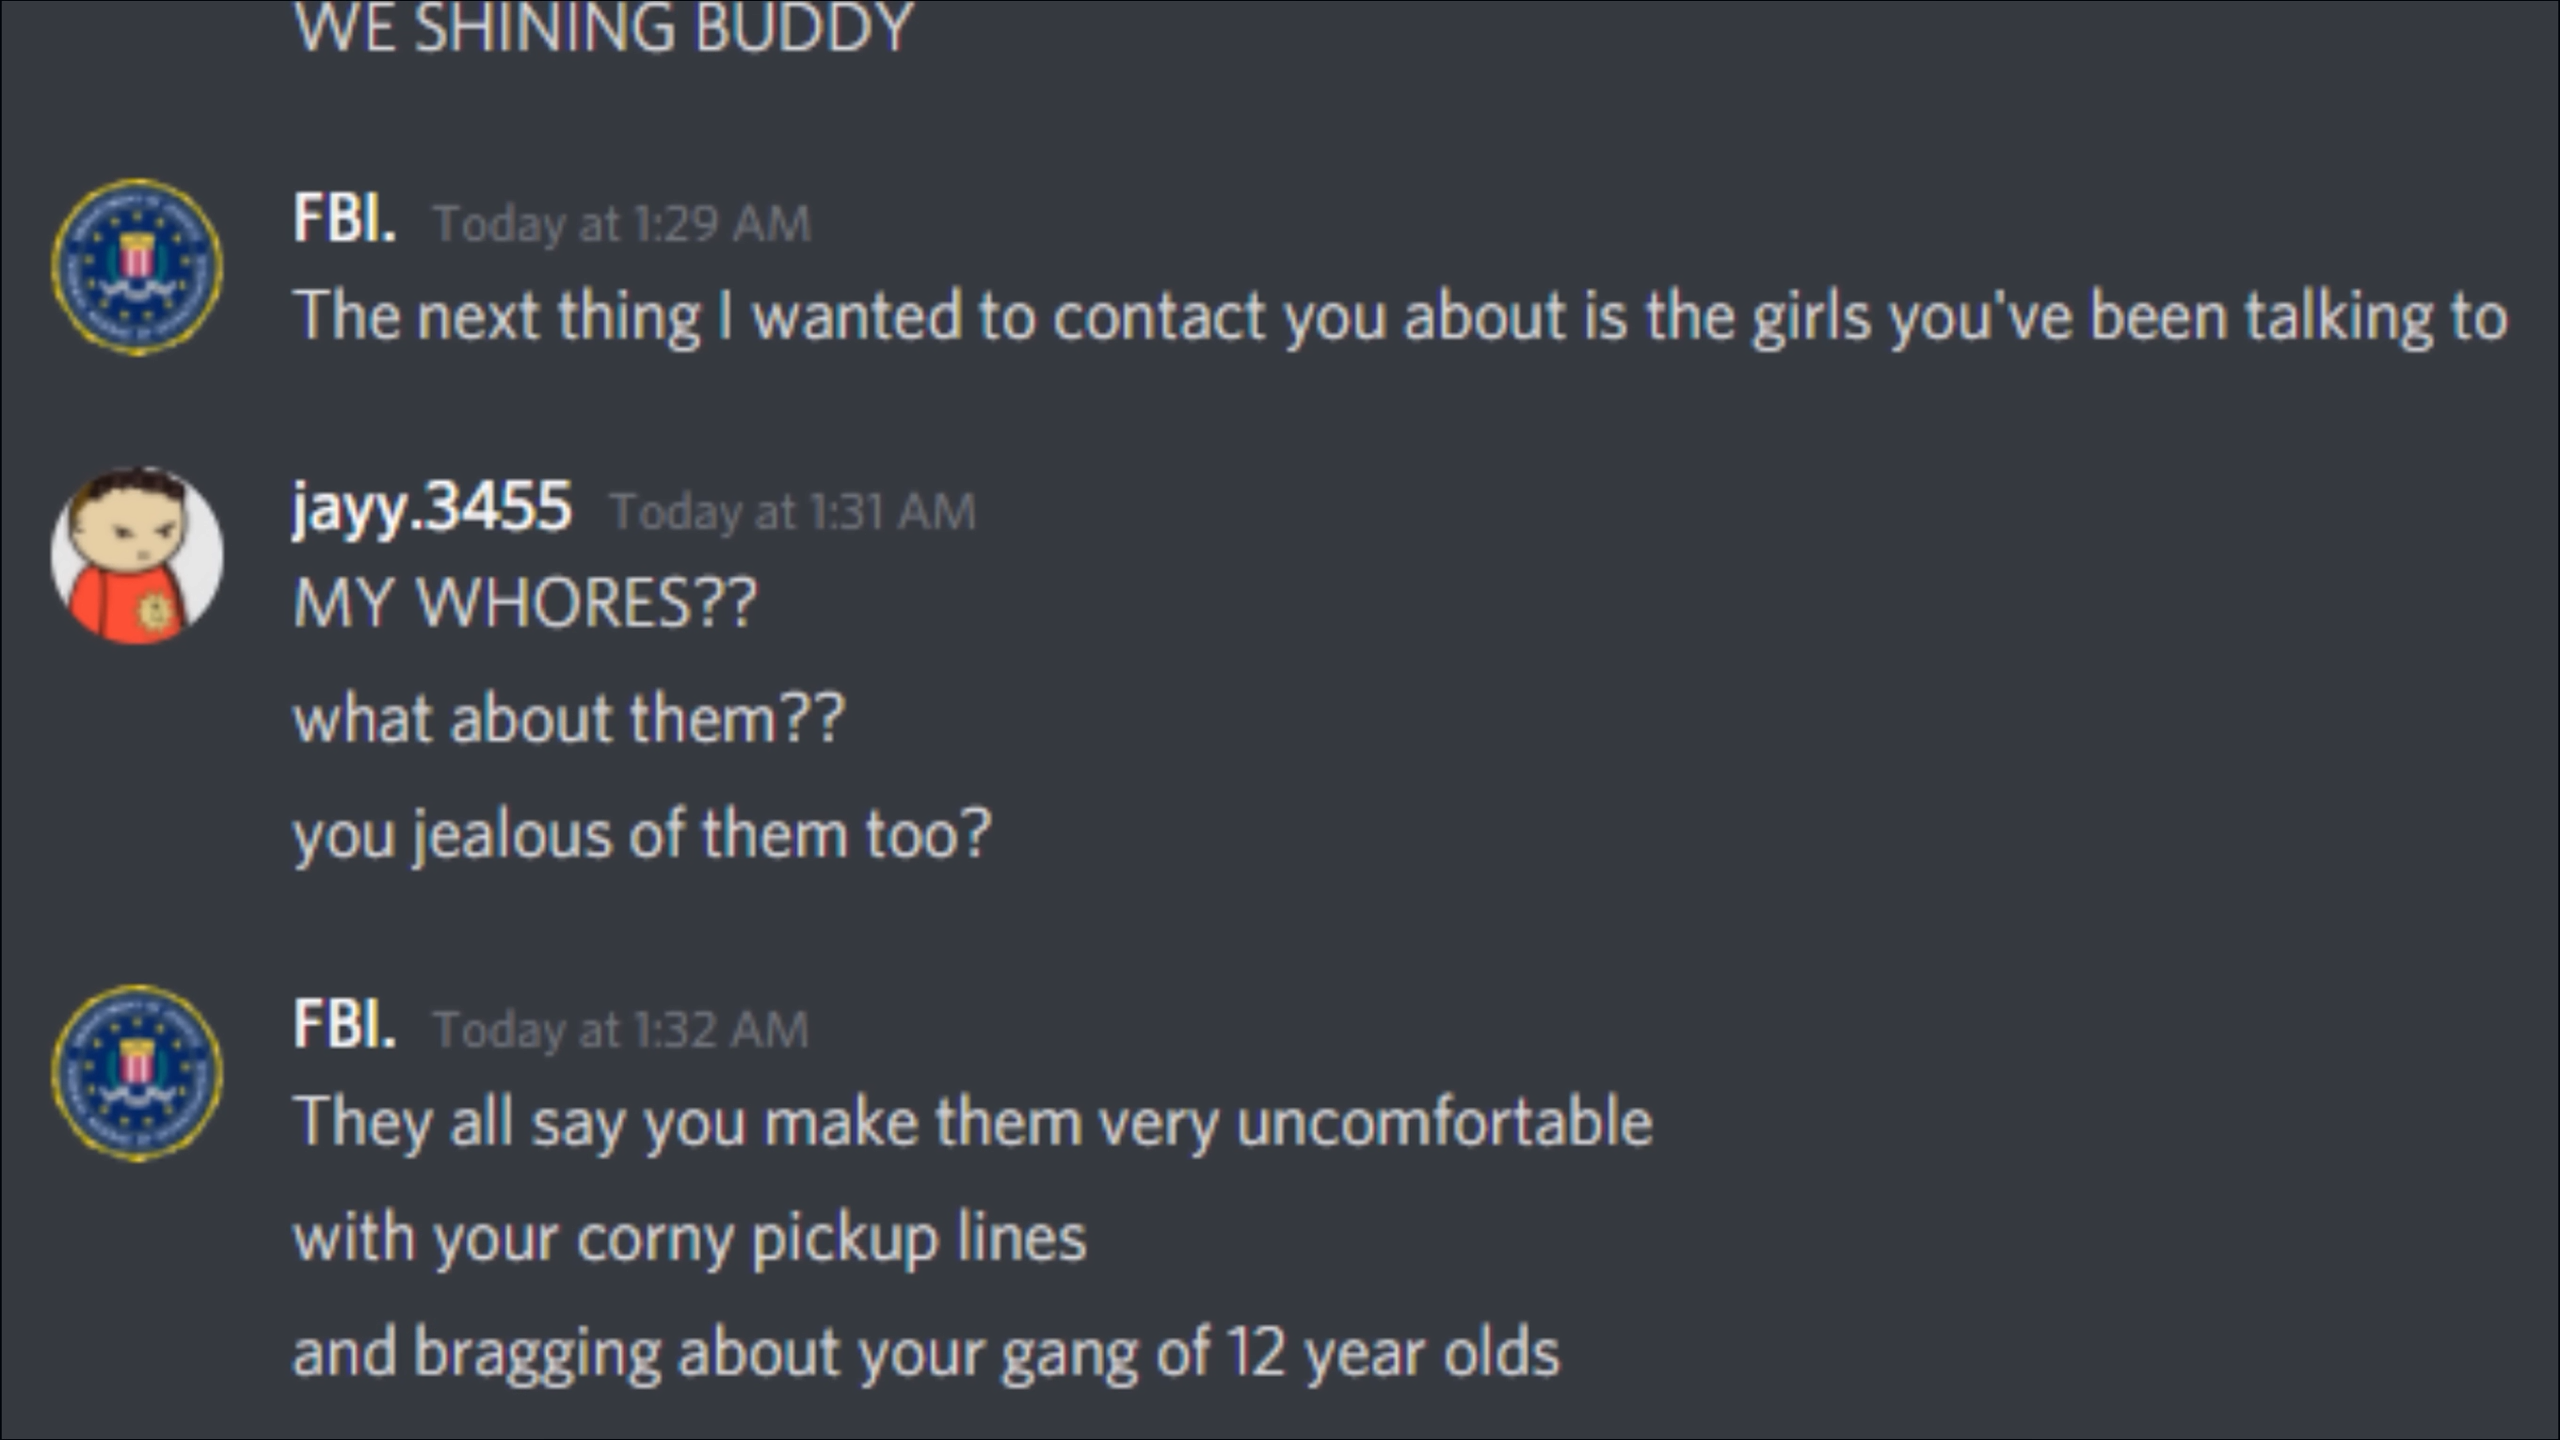 WE SHINING BUDDY
FBI. Today at 1:29 AM
The next thing I wanted to contact you about is the girls you've been talking to
jayy.3455 Today at 1:31 AM
MY WHORES??
what about them??
you jealous of them too?
FBI. Today at 1:32 AM
They all say you make them very uncomfortable
with your corny pickup lines
and bragging about your gang of 12 year olds